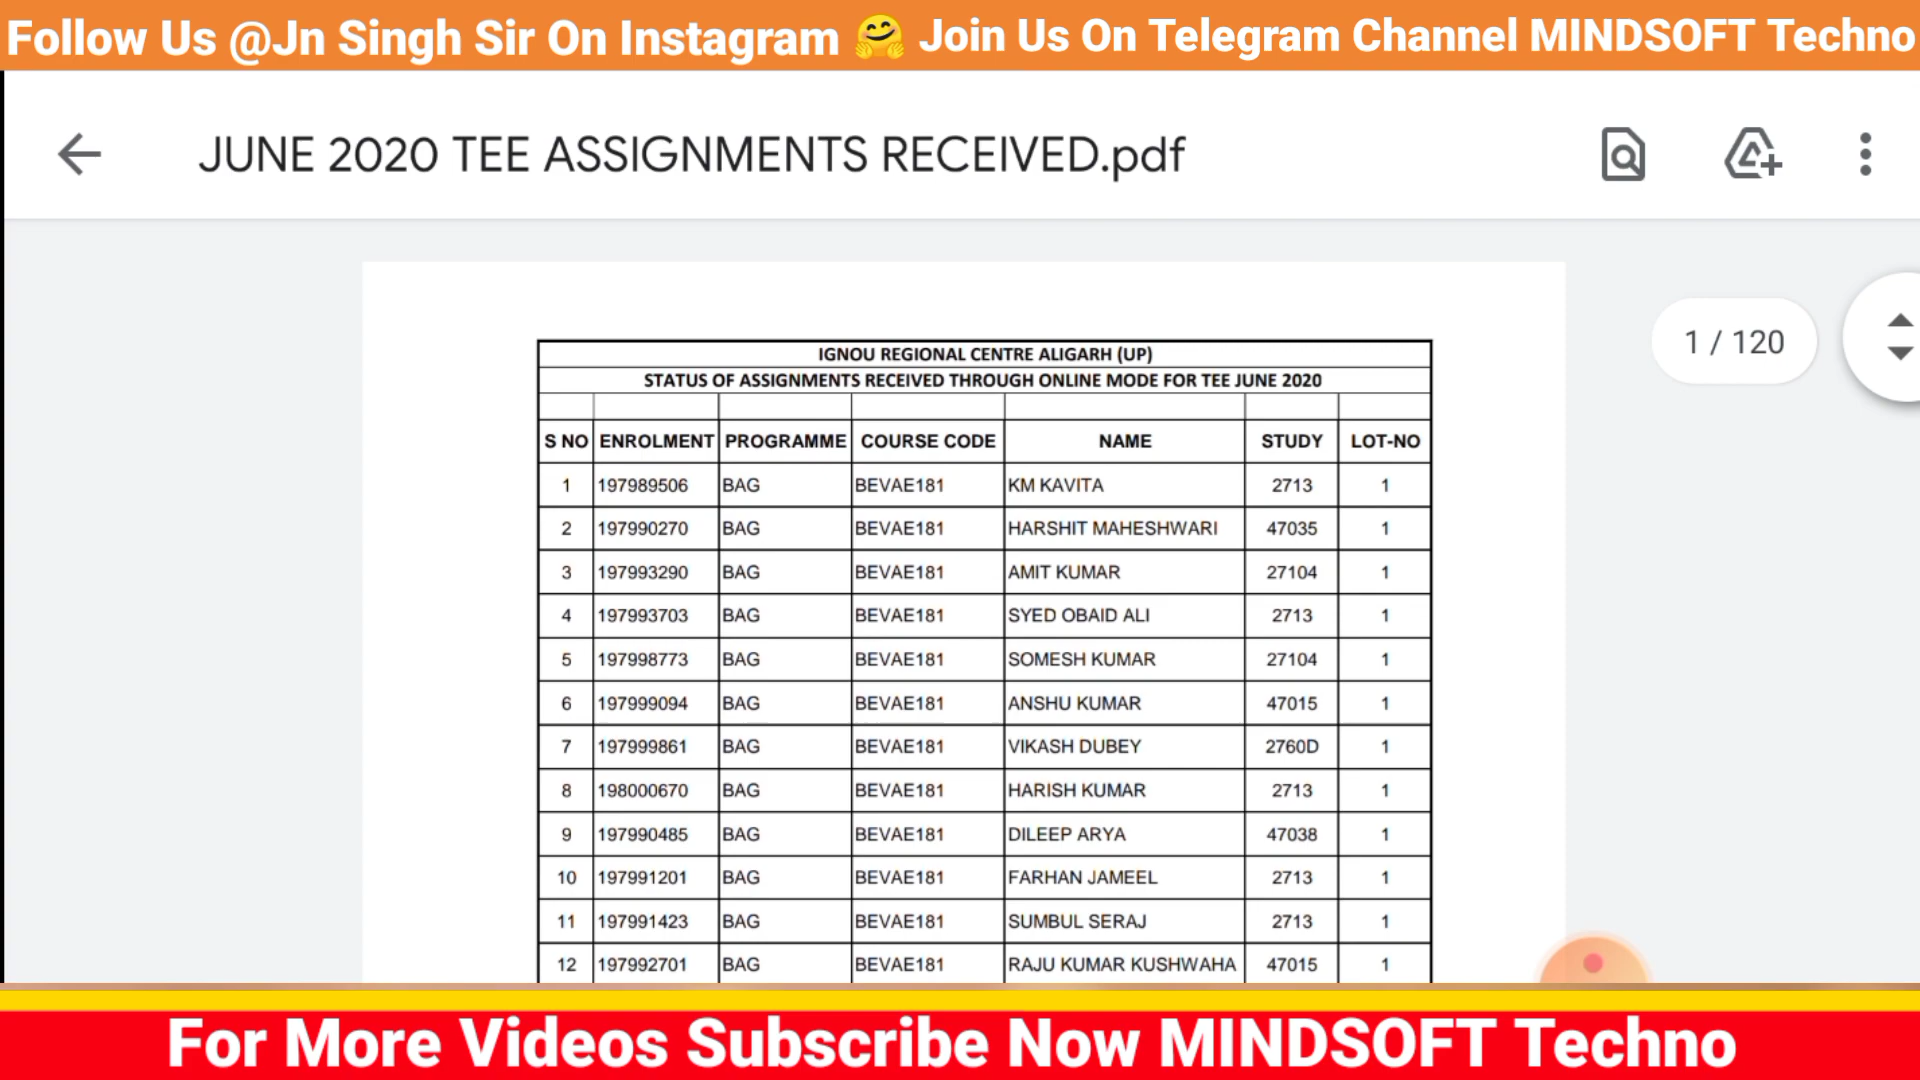 Follow Us @Jn Singh Sir On Instagram 🤗 Join Us On Telegram Channel MINDSOFT Techno
JUNE 2020 TEE ASSIGNMENTS RECEIVED.pdf
1 / 120
IGNOU REGIONAL CENTRE ALIGARH (UP)
STATUS OF ASSIGNMENTS RECEIVED THROUGH ONLINE MODE FOR TEE JUNE 2020
S NO ENROLMENT PROGRAMME COURSE CODE NAME STUDY LOT-NO
1 197989506 BAG BEVAE181 KM KAVITA 2713 1
2 197990270 BAG BEVAE181 HARSHIT MAHESHWARI 47035 1
3 197993290 BAG BEVAE181 AMIT KUMAR 27104 1
4 197993703 BAG BEVAE181 SYED OBAID ALI 2713 1
5 197998773 BAG BEVAE181 SOMESH KUMAR 27104 1
6 197999094 BAG BEVAE181 ANSHU KUMAR 47015 1
7 197999861 BAG BEVAE181 VIKASH DUBEY 2760D 1
8 198000670 BAG BEVAE181 HARISH KUMAR 2713 1
9 197990485 BAG BEVAE181 DILEEP ARYA 47038 1
10 197991201 BAG BEVAE181 FARHAN JAMEEL 2713 1
11 197991423 BAG BEVAE181 SUMBUL SERAJ 2713 1
12 197992701 BAG BEVAE181 RAJU KUMAR KUSHWAHA 47015 1
For More Videos Subscribe Now MINDSOFT Techno